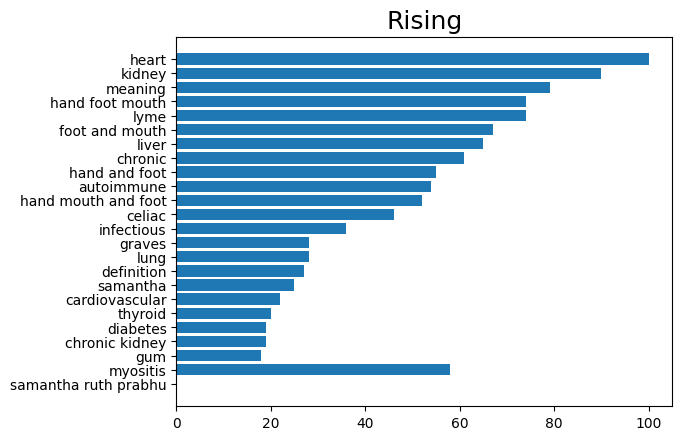 Rising
heart
kidney
meaning
hand foot mouth
lyme
foot and mouth
liver
chronic
hand and foot
autoimmune
hand mouth and foot
celiac
infectious
graves
lung
definition
samantha
cardiovascular
thyroid
diabetes
chronic kidney
gum
myositis
samantha ruth prabhu
0 20 40 60 80 100